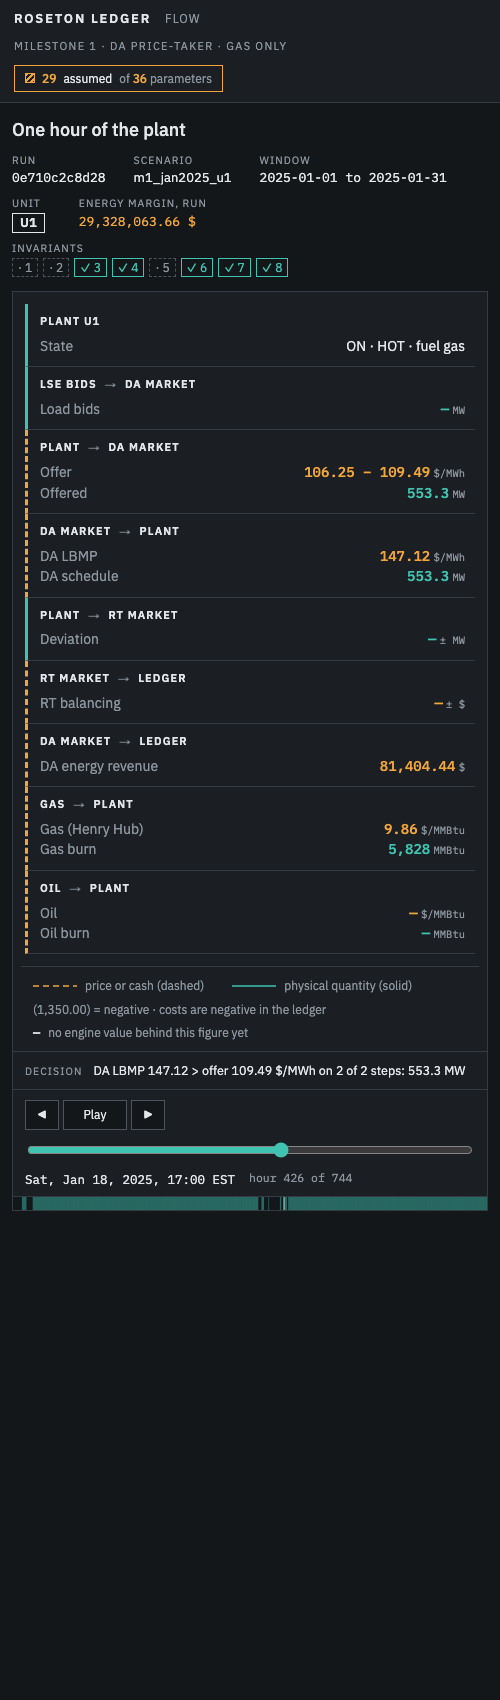 ROSETON LEDGER FLOW
MILESTONE 1 · DA PRICE-TAKER · GAS ONLY
29 assumed of 36 parameters
One hour of the plant
RUN SCENARIO WINDOW
0e710c2c8d28 m1_jan2025_u1 2025-01-01 to 2025-01-31
UNIT ENERGY MARGIN, RUN
U1 29,328,063.66 $
INVARIANTS
· 1 · 2 ✓ 3 ✓ 4 · 5 ✓ 6 ✓ 7 ✓ 8
PLANT U1
State ON · HOT · fuel gas
LSE BIDS → DA MARKET
Load bids — MW
PLANT → DA MARKET
Offer 106.25 – 109.49 $/MWh
Offered 553.3 MW
DA MARKET → PLANT
DA LBMP 147.12 $/MWh
DA schedule 553.3 MW
PLANT → RT MARKET
Deviation — ± MW
RT MARKET → LEDGER
RT balancing — ± $
DA MARKET → LEDGER
DA energy revenue 81,404.44 $
GAS → PLANT
Gas (Henry Hub) 9.86 $/MMBtu
Gas burn 5,828 MMBtu
OIL → PLANT
Oil — $/MMBtu
Oil burn — MMBtu
price or cash (dashed) physical quantity (solid)
(1,350.00) = negative · costs are negative in the ledger
— no engine value behind this figure yet
DECISION DA LBMP 147.12 > offer 109.49 $/MWh on 2 of 2 steps: 553.3 MW
◀ Play ▶
Sat, Jan 18, 2025, 17:00 EST hour 426 of 744